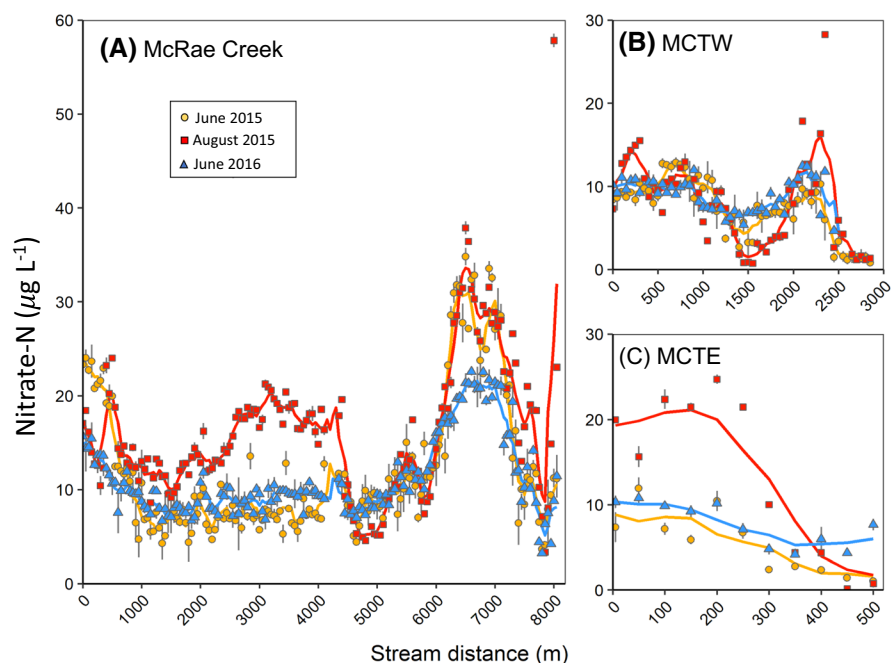 (A) McRae Creek
June 2015
August 2015
June 2016
Nitrate-N (µg L⁻¹)
60
50
40
30
20
10
0
0 1000 2000 3000 4000 5000 6000 7000 8000
Stream distance (m)
(B) MCTW
30
20
10
0
0 500 1000 1500 2000 2500 3000
(C) MCTE
30
20
10
0
0 100 200 300 400 500